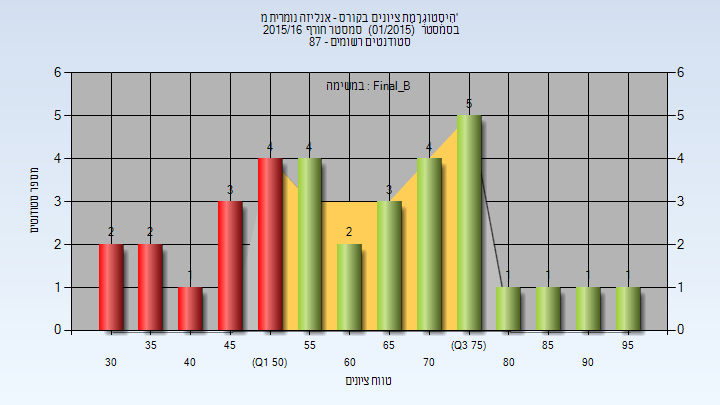 היסטוגרמת ציונים בקורס - אנליזה נומרית מ'
בסמסטר (01/2015) סמסטר חורף 2015/16
סטודנטים רשומים - 87
במשימה : Final_B
מספר סטודנטים
6 6
5 5
4 4
3 3
2 2
1 1
0 0
2 2 1 3 4 4 2 3 4 5 1 1 1 1
35 45 55 65 (Q3 75) 85 95
30 40 (Q1 50) 60 70 80 90
טווח ציונים